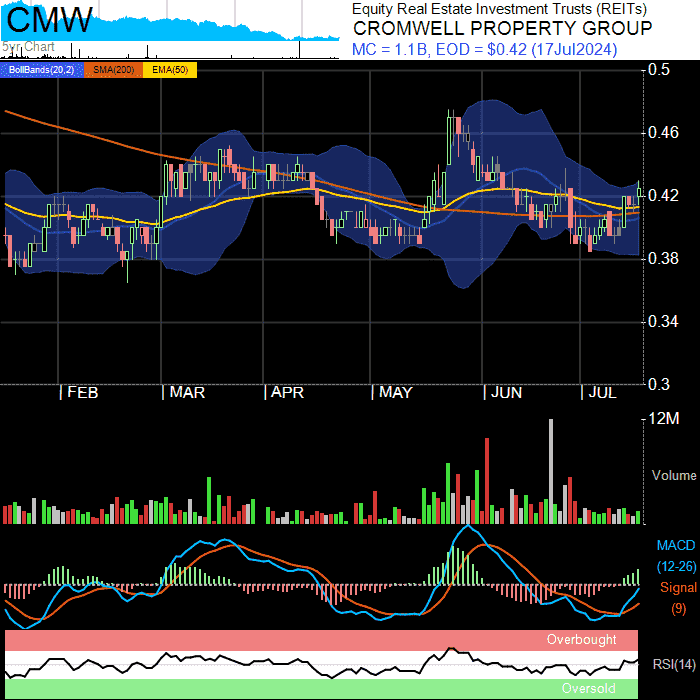 CMW
5yr Chart
Equity Real Estate Investment Trusts (REITs)
CROMWELL PROPERTY GROUP
MC = 1.1B, EOD = $0.42 (17Jul2024)
BollBands(20,2) SMA(200) EMA(50)
0.5
0.46
0.42
0.38
0.34
0.3
FEB MAR APR MAY JUN JUL
12M
Volume
MACD
(12-26)
Signal
(9)
Overbought
RSI(14)
Oversold